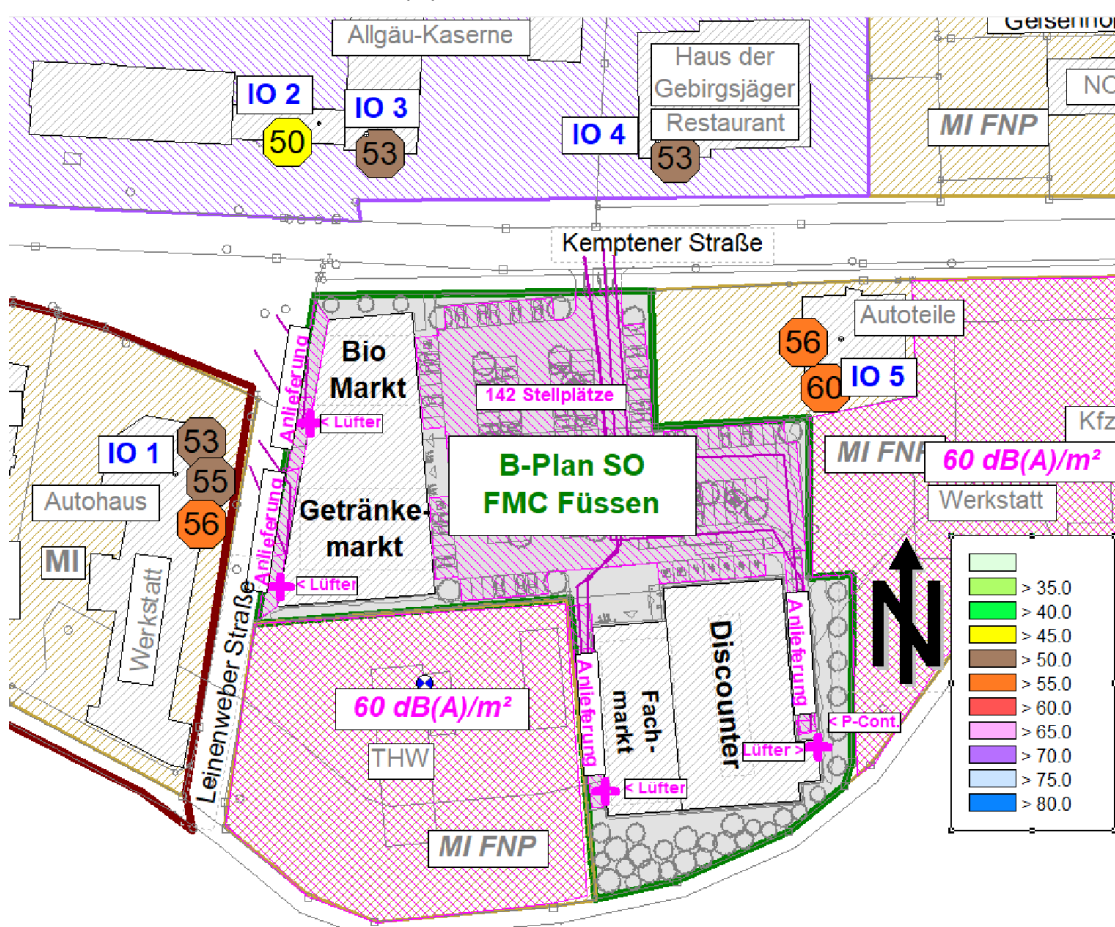 Allgäu-Kaserne
Haus der
Gebirgsjäger
Restaurant
IO 2
IO 3
IO 4
50
53
53
MI FNP
Kemptener Straße
Autoteile
56
60
IO 5
Bio
Markt
Anlieferung
< Lüfter
142 Stellplätze
B-Plan SO
FMC Füssen
MI FNP
60 dB(A)/m²
Werkstatt
Kfz
IO 1
53
55
56
Autohaus
MI
Werkstatt
Getränke-
markt
Anlieferung
< Lüfter
Leinenweber Straße
60 dB(A)/m²
THW
MI FNP
Anlieferung
Fach-
markt
Discounter
Anlieferung
< P-Cont.
Lüfter >
< Lüfter
N
> 35.0
> 40.0
> 45.0
> 50.0
> 55.0
> 60.0
> 65.0
> 70.0
> 75.0
> 80.0